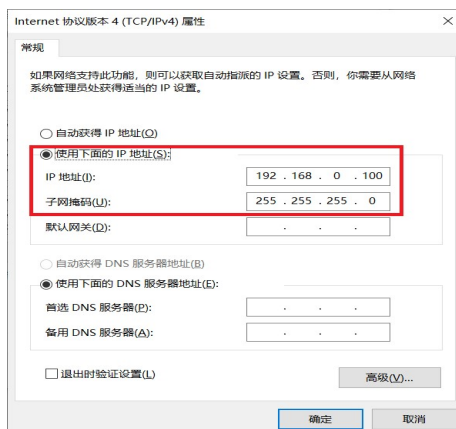 Internet 协议版本 4 (TCP/IPv4) 属性
常规
如果网络支持此功能，则可以获取自动指派的 IP 设置。否则，你需要从网络
系统管理员处获得适当的 IP 设置。
自动获得 IP 地址(O)
使用下面的 IP 地址(S):
IP 地址(I): 192 . 168 . 0 . 100
子网掩码(U): 255 . 255 . 255 . 0
默认网关(D): . . .
自动获得 DNS 服务器地址(B)
使用下面的 DNS 服务器地址(E):
首选 DNS 服务器(P): . . .
备用 DNS 服务器(A): . . .
退出时验证设置(L)
高级(V)...
确定 取消